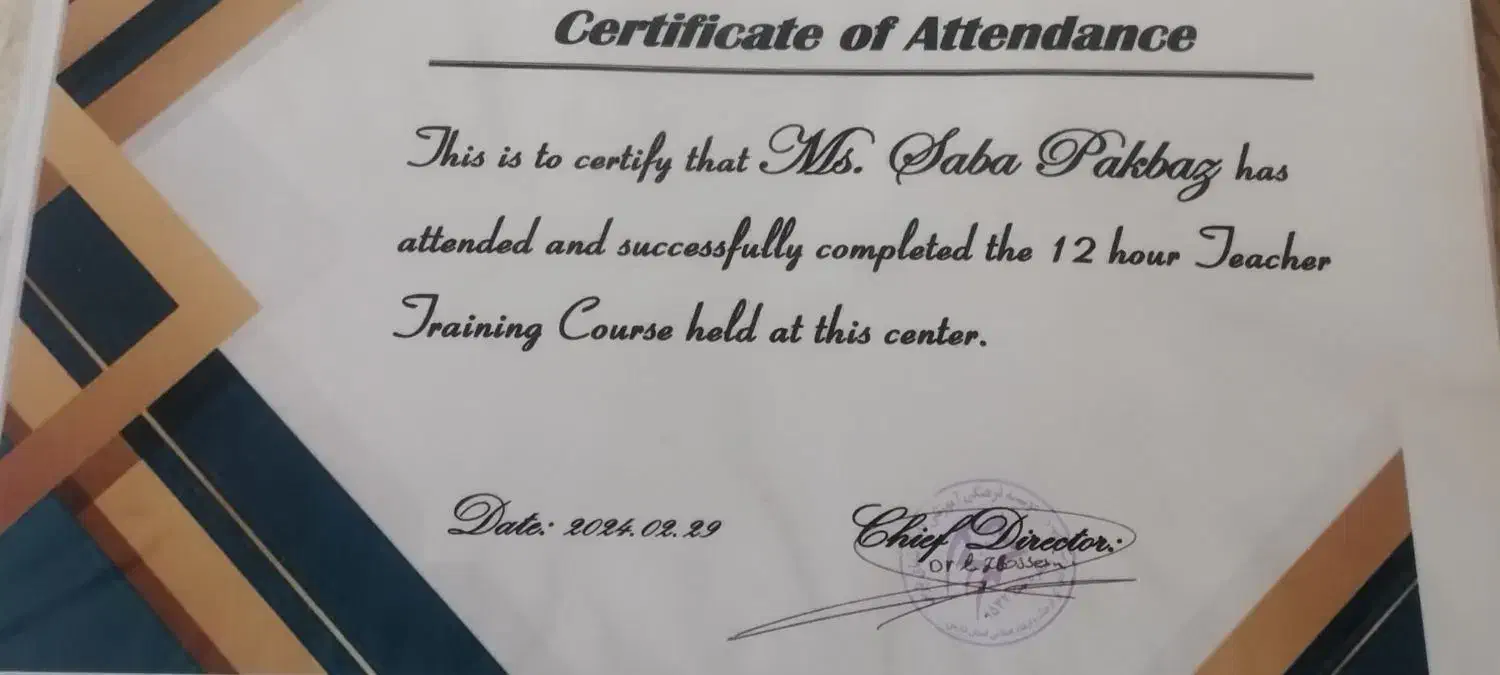 Certificate of Attendance
This is to certify that Ms. Saba Pakbaz has
attended and successfully completed the 12 hour Teacher
Training Course held at this center.
Date: 2024.02.29
Chief Director:
Dr